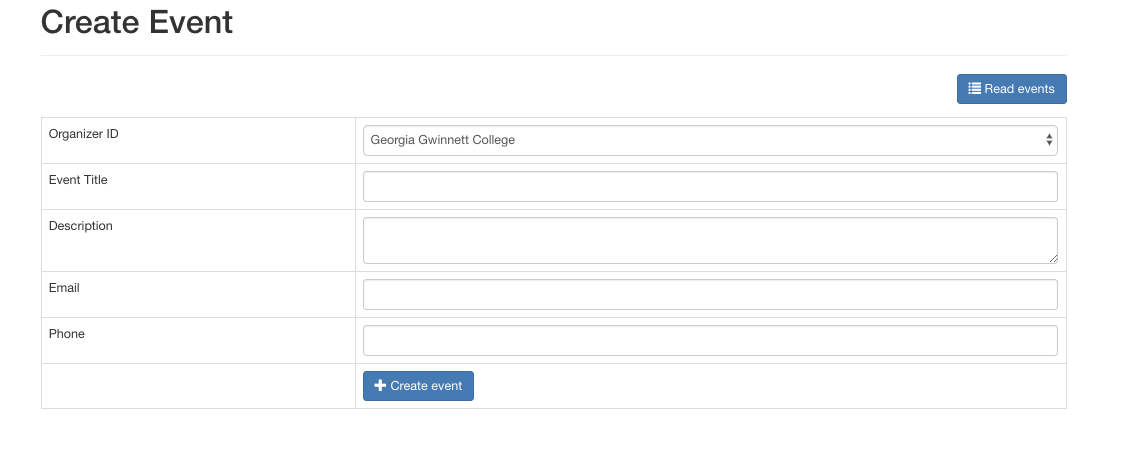 Create Event
Read events
Organizer ID
Georgia Gwinnett College
Event Title
Description
Email
Phone
Create event